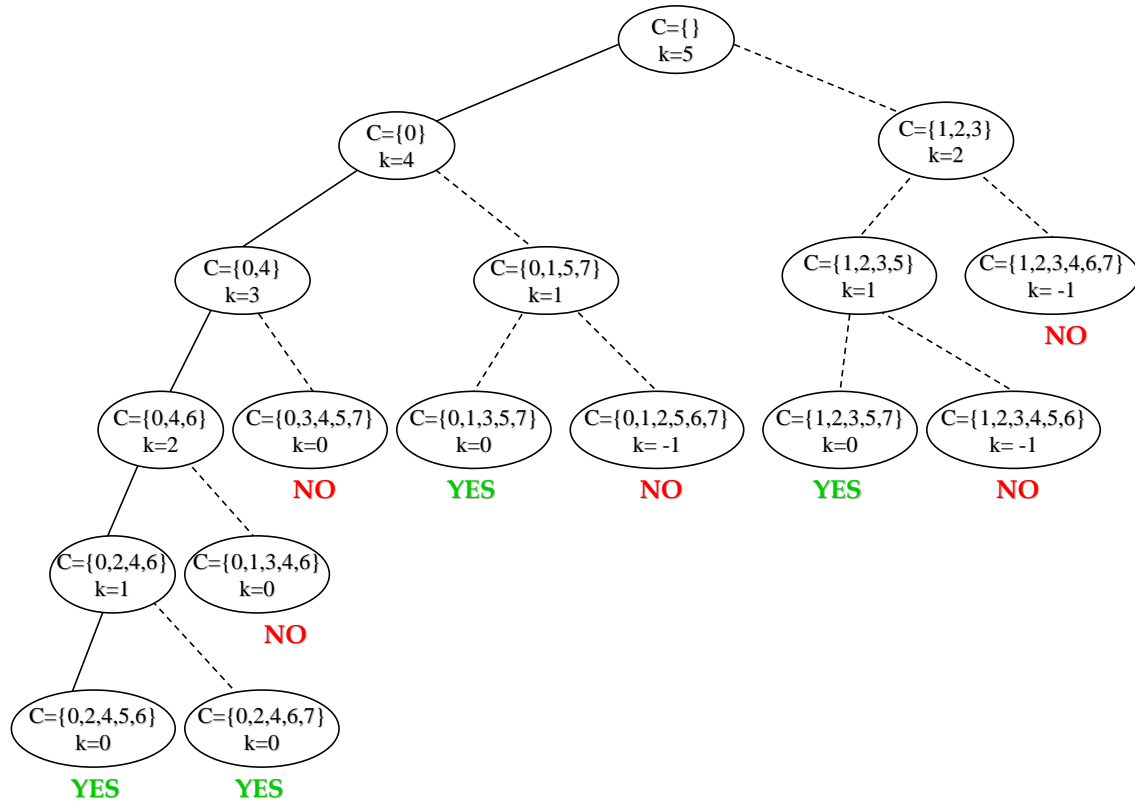 C={}
k=5
C={0}
k=4
C={1,2,3}
k=2
C={0,4}
k=3
C={0,1,5,7}
k=1
C={1,2,3,5}
k=1
C={1,2,3,4,6,7}
k= -1
NO
C={0,4,6}
k=2
C={0,3,4,5,7}
k=0
NO
C={0,1,3,5,7}
k=0
YES
C={0,1,2,5,6,7}
k= -1
NO
C={1,2,3,5,7}
k=0
YES
C={1,2,3,4,5,6}
k= -1
NO
C={0,2,4,6}
k=1
C={0,1,3,4,6}
k=0
NO
C={0,2,4,5,6}
k=0
YES
C={0,2,4,6,7}
k=0
YES